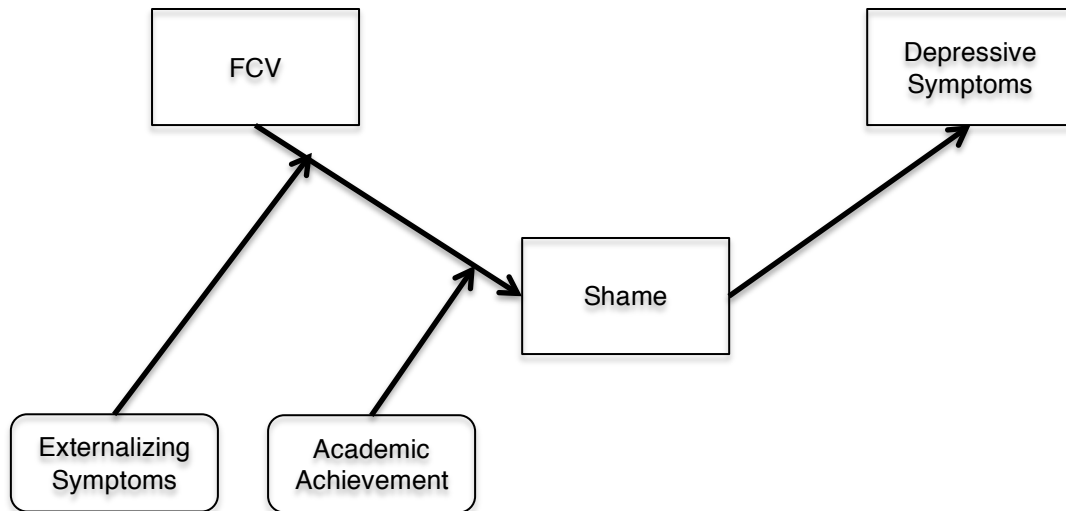 FCV
Depressive
Symptoms
Shame
Externalizing
Symptoms
Academic
Achievement